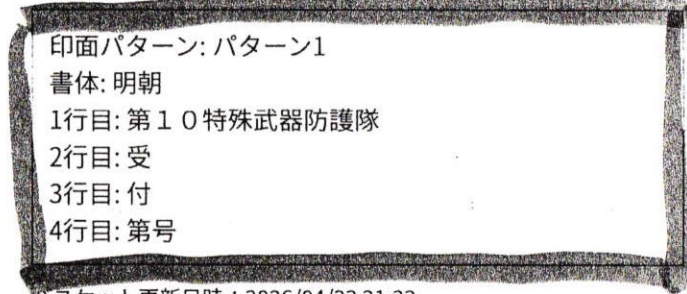 印面パターン: パターン1
書体: 明朝
1行目: 第１０特殊武器防護隊
2行目: 受
3行目: 付
4行目: 第号